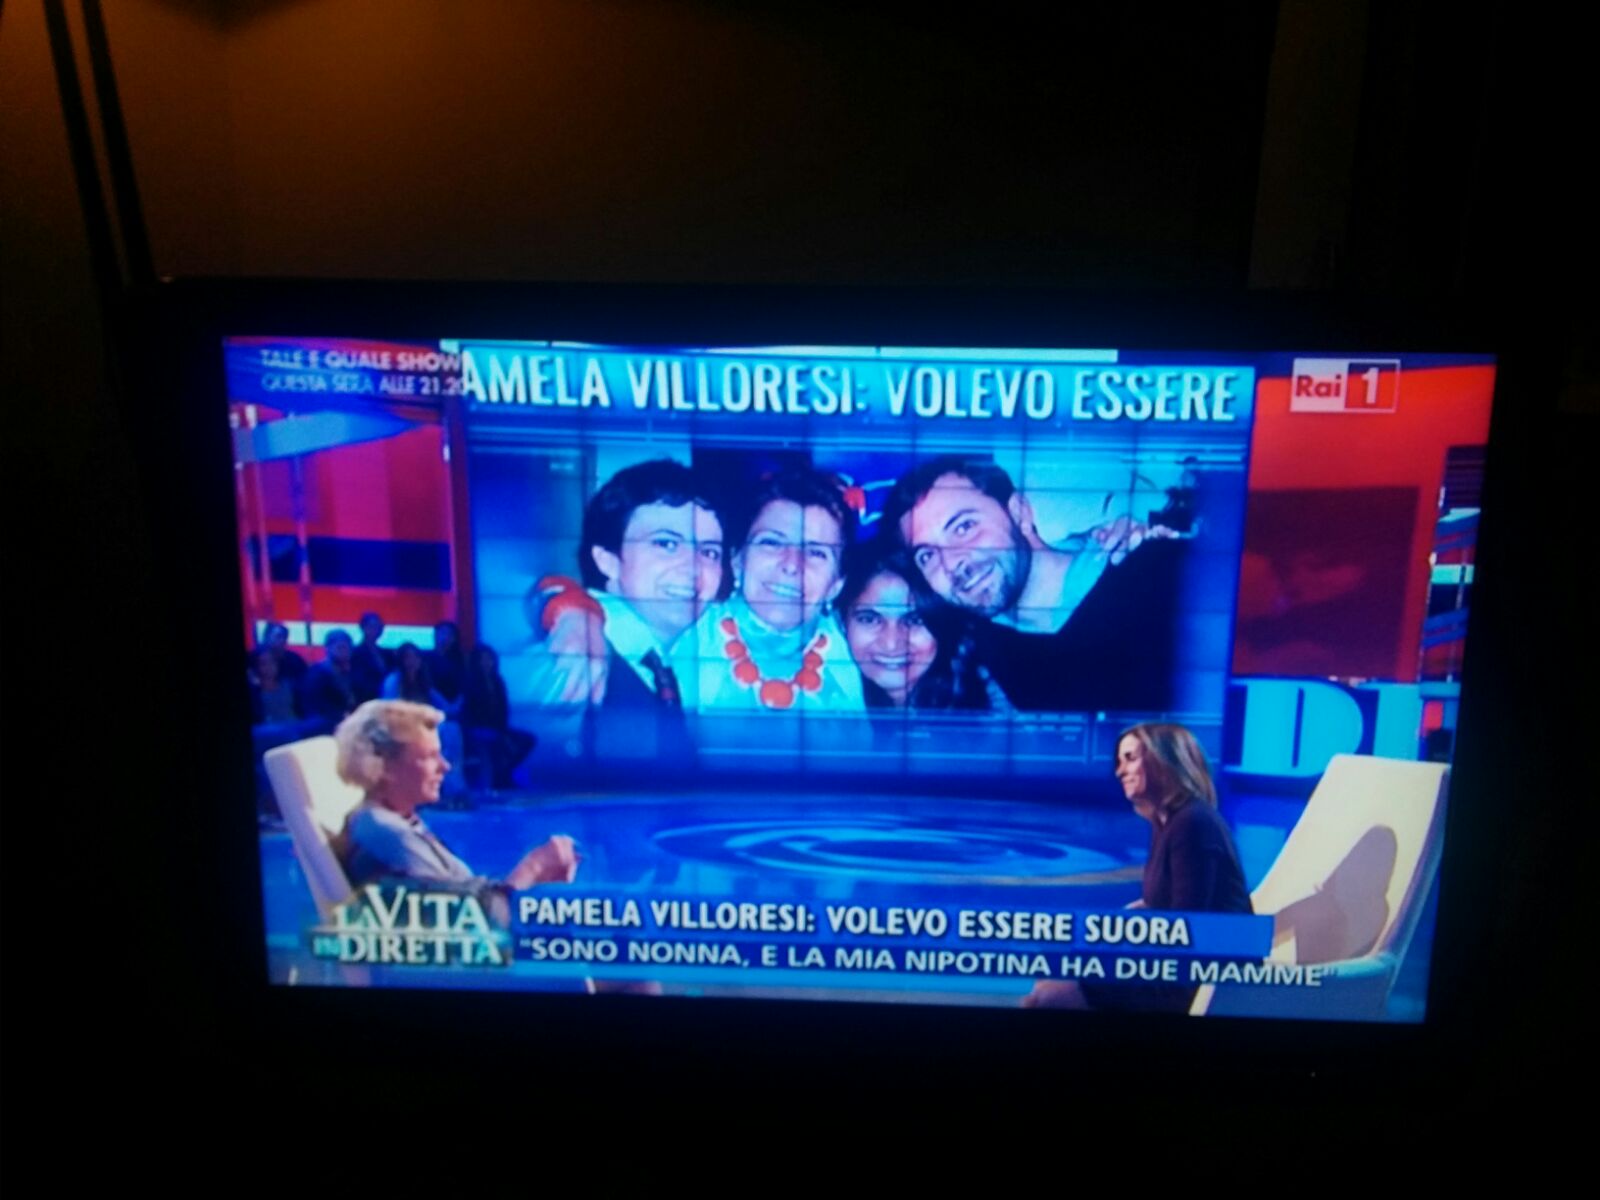 TALE E QUALE SHOW
QUESTA SERA ALLE 21.20
AMELA VILLORESI: VOLEVO ESSERE
Rai 1
DI
LA VITA
IN DIRETTA
PAMELA VILLORESI: VOLEVO ESSERE SUORA
"SONO NONNA, E LA MIA NIPOTINA HA DUE MAMME"